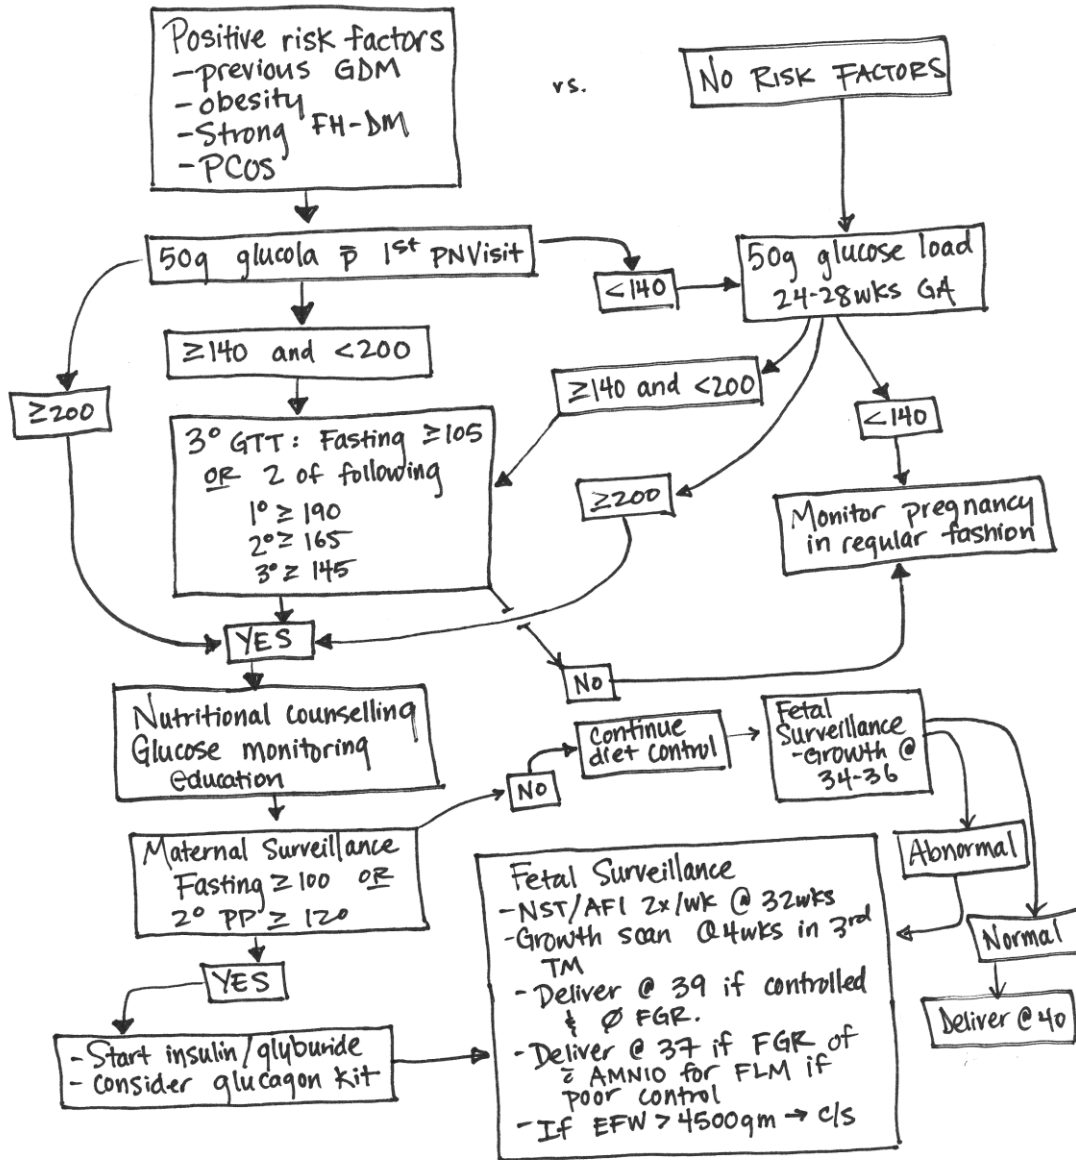 Positive risk factors
-previous GDM
-obesity
-Strong FH-DM
-PCOS
vs.
NO RISK FACTORS
50g glucola p̄ 1st PNVisit
<140
50g glucose load
24-28wks GA
≥140 and <200
≥200
≥140 and <200
<140
3° GTT: Fasting ≥105
OR 2 of following
1° ≥ 190
2° ≥ 165
3° ≥ 145
≥200
Monitor pregnancy
in regular fashion
YES
No
Nutritional counselling
Glucose monitoring
education
NO
continue
diet control
Fetal
Surveillance
-Growth @
34-36
Maternal Surveillance
Fasting ≥100 OR
2° PP ≥ 120
Abnormal
Normal
Deliver @ 40
YES
-Start insulin/glyburide
-consider glucagon kit
Fetal Surveillance
-NST/AFI 2x/wk @ 32wks
-Growth scan Q4wks in 3rd
TM
-Deliver @ 39 if controlled
& Ø FGR.
-Deliver @ 37 if FGR of
c̄ AMNIO for FLM if
poor control
-If EFW > 4500gm → c/s